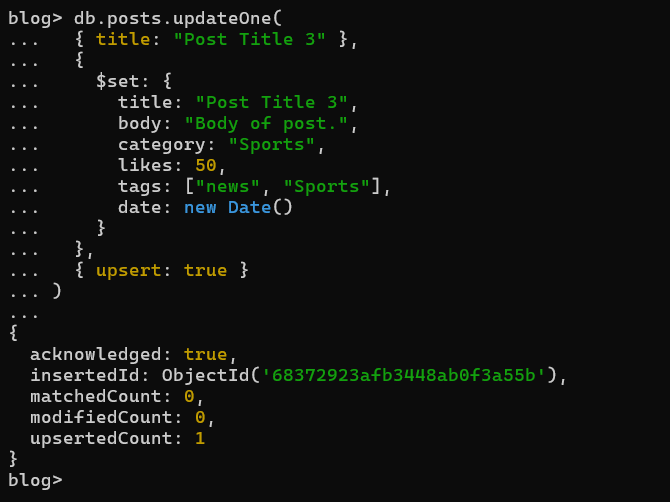 blog> db.posts.updateOne(
...   { title: "Post Title 3" },
...   {
...     $set: {
...       title: "Post Title 3",
...       body: "Body of post.",
...       category: "Sports",
...       likes: 50,
...       tags: ["news", "Sports"],
...       date: new Date()
...     }
...   },
...   { upsert: true }
... )
...
{
  acknowledged: true,
  insertedId: ObjectId('68372923afb3448ab0f3a55b'),
  matchedCount: 0,
  modifiedCount: 0,
  upsertedCount: 1
}
blog>